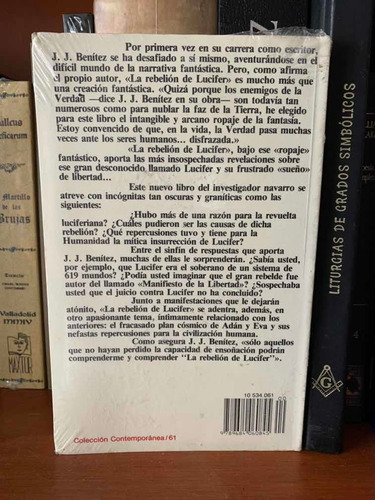 Por primera vez en su carrera como escritor,
J. J. Benítez se ha desafiado a sí mismo, aventurándose en el
difícil mundo de la narrativa fantástica. Pero, como afirma
el propio autor, «La rebelión de Lucifer» es mucho más que
una creación fantástica. «Quizá porque los enemigos de la
Verdad —dice J. J. Benítez en su obra— son todavía tan
numerosos como para nublar la faz de la Tierra, he elegido
para este libro el intangible y arcano ropaje de la fantasía.
Estoy convencido de que, en la vida, la Verdad pasa muchas
veces ante los seres humanos... disfrazada.»
«La rebelión de Lucifer», bajo ese «ropaje»
fantástico, aporta las más insospechadas revelaciones sobre
ese gran desconocido llamado Lucifer y su frustrado «sueño»
de libertad...
Este nuevo libro del investigador navarro se
atreve con incógnitas tan oscuras y graníticas como las
siguientes:
¿Hubo más de una razón para la revuelta
luciferiana? ¿Cuáles pudieron ser las causas de dicha
rebelión? ¿Qué repercusiones tuvo y tiene para la
Humanidad la mítica insurrección de Lucifer?
Entre el sinfín de respuestas que aporta
J. J. Benítez, muchas de ellas le sorprenderán. ¿Sabía usted,
por ejemplo, que Lucifer era el soberano de un sistema de
619 mundos? ¿Podía usted imaginar que el gran rebelde fue
autor del llamado «Manifiesto de la Libertad»? ¿Sospechaba
usted que el juicio contra Lucifer no ha concluido?
Junto a manifestaciones que le dejarán
atónito, «La rebelión de Lucifer» se adentra, además, en
otro apasionante tema, íntimamente relacionado con los
anteriores: el fracasado plan cósmico de Adán y Eva y sus
nefastas repercusiones para la civilización humana.
Como asegura J. J. Benítez, «sólo aquellos
que no hayan perdido la capacidad de ensoñación podrán
comprenderme y comprender "La rebelión de Lucifer"».
10 534.061
00
9 789684 060845
Colección Contemporánea/61
Martillo
de las
Brujas
Valladolid
MMIV
MAXTOR
LITURGIAS DE GRADOS SIMBÓLICOS
G